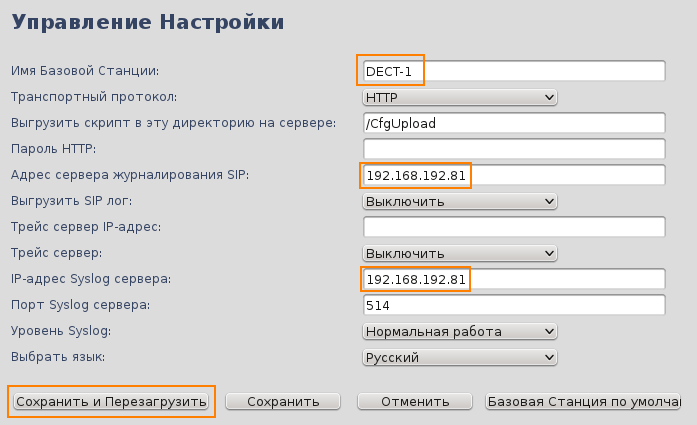 Управление Настройки
Имя Базовой Станции: DECT-1
Транспортный протокол: HTTP
Выгрузить скрипт в эту директорию на сервере: /CfgUpload
Пароль HTTP:
Адрес сервера журналирования SIP: 192.168.192.81
Выгрузить SIP лог: Выключить
Трейс сервер IP-адрес:
Трейс сервер: Выключить
IP-адрес Syslog сервера: 192.168.192.81
Порт Syslog сервера: 514
Уровень Syslog: Нормальная работа
Выбрать язык: Русский
Сохранить и Перезагрузить Сохранить Отменить Базовая Станция по умолча